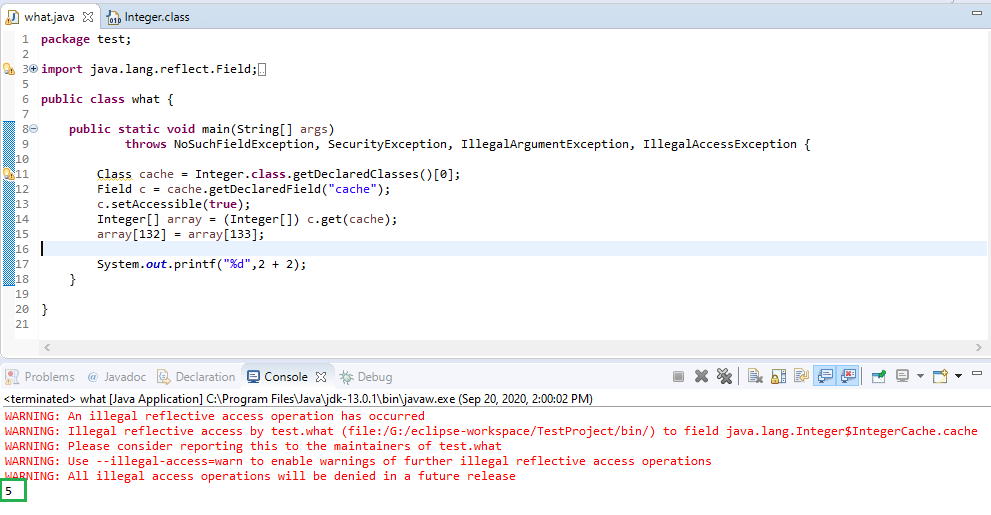 what.java Integer.class
1 package test;
2
3 import java.lang.reflect.Field;
5
6 public class what {
7
8 public static void main(String[] args)
9 throws NoSuchFieldException, SecurityException, IllegalArgumentException, IllegalAccessException {
10
11 Class cache = Integer.class.getDeclaredClasses()[0];
12 Field c = cache.getDeclaredField("cache");
13 c.setAccessible(true);
14 Integer[] array = (Integer[]) c.get(cache);
15 array[132] = array[133];
16
17 System.out.printf("%d",2 + 2);
18 }
19
20 }
21
Problems @ Javadoc Declaration Console Debug
<terminated> what [Java Application] C:\Program Files\Java\jdk-13.0.1\bin\javaw.exe (Sep 20, 2020, 2:00:02 PM)
WARNING: An illegal reflective access operation has occurred
WARNING: Illegal reflective access by test.what (file:/G:/eclipse-workspace/TestProject/bin/) to field java.lang.Integer$IntegerCache.cache
WARNING: Please consider reporting this to the maintainers of test.what
WARNING: Use --illegal-access=warn to enable warnings of further illegal reflective access operations
WARNING: All illegal access operations will be denied in a future release
5